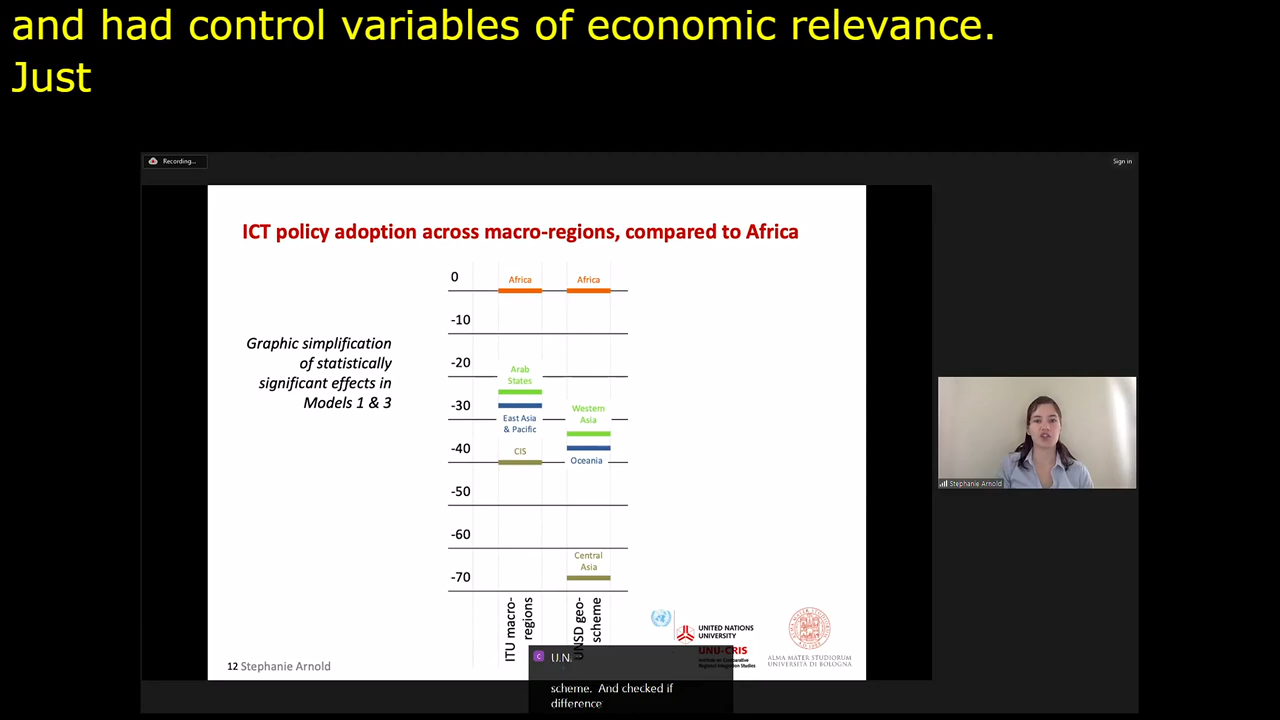 and had control variables of economic relevance.
Just
Recording...
Sign in
ICT policy adoption across macro-regions, compared to Africa
Graphic simplification
of statistically
significant effects in
Models 1 & 3
0
-10
-20
-30
-40
-50
-60
-70
Africa
Africa
Arab
States
East Asia
& Pacific
CIS
Western
Asia
Oceania
Central
Asia
ITU macro-
regions
UNSD geo-
scheme
UNITED NATIONS
UNIVERSITY
UNU-CRIS
Institute on Comparative
Regional Integration Studies
ALMA MATER STUDIORUM
UNIVERSITÀ DI BOLOGNA
12 Stephanie Arnold
Stephanie Arnold
C
U.N.
scheme. And checked if
difference